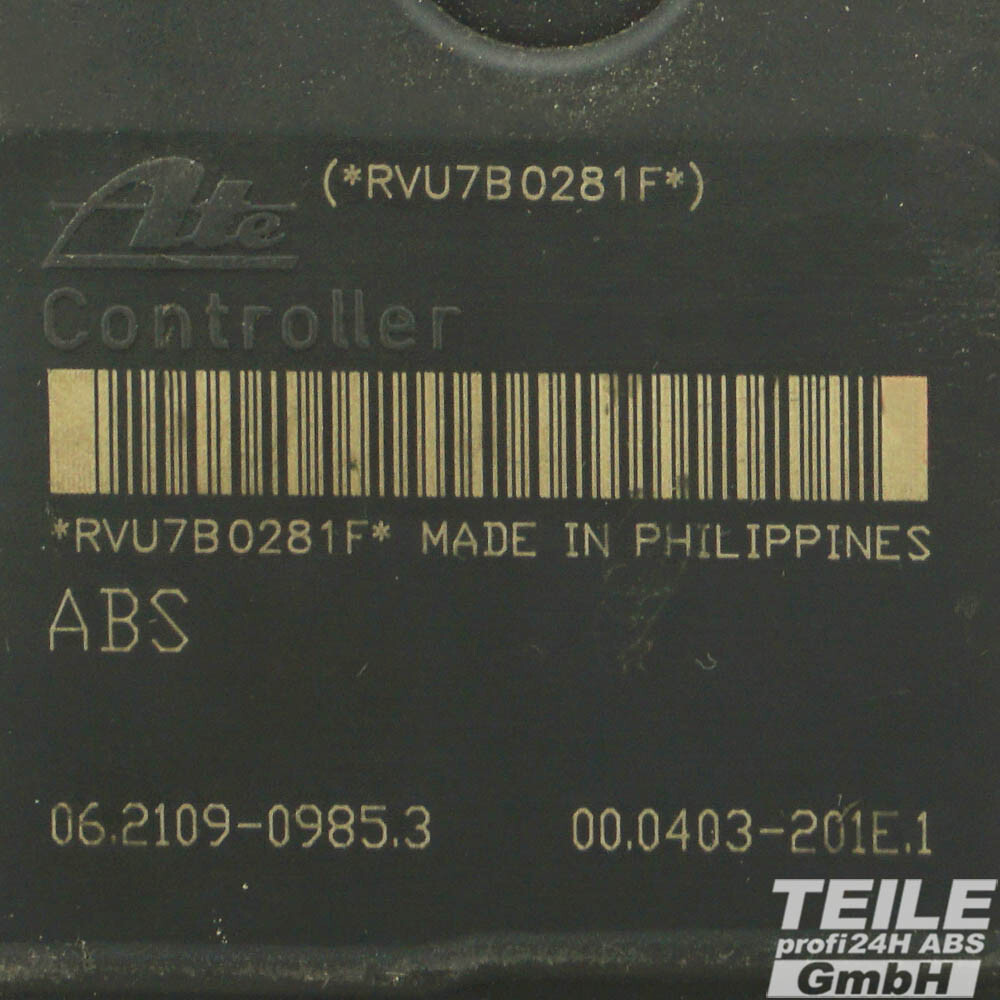 Ate (*RVU7B0281F*)
Controller
*RVU7B0281F* MADE IN PHILIPPINES
ABS
06.2109-0985.3 00.0403-201E.1
TEILE
profi24H ABS
GmbH